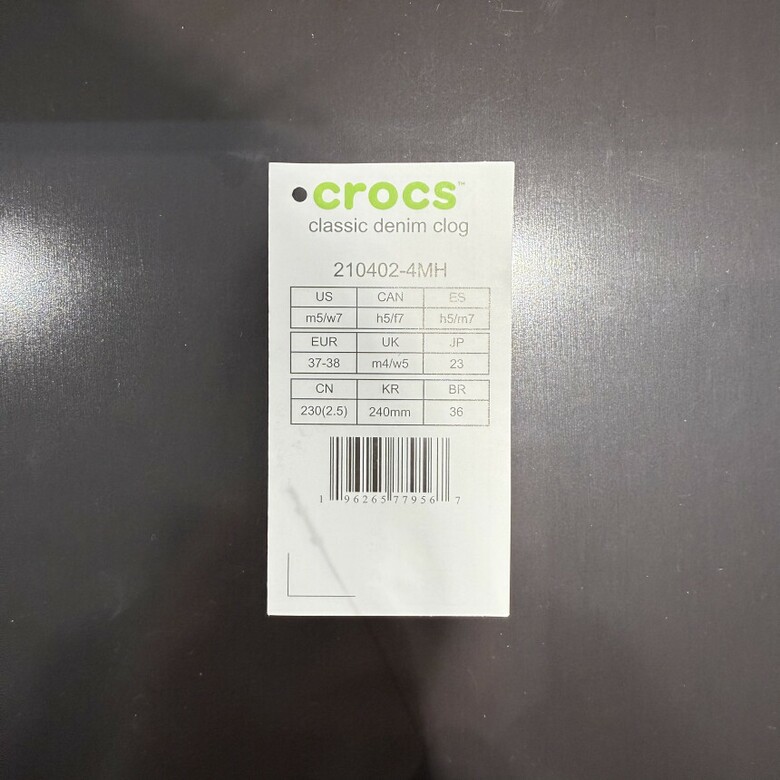 crocs™
classic denim clog
210402-4MH
US CAN ES
m5/w7 h5/f7 h5/m7
EUR UK JP
37-38 m4/w5 23
CN KR BR
230(2.5) 240mm 36
1 96265 77956 7